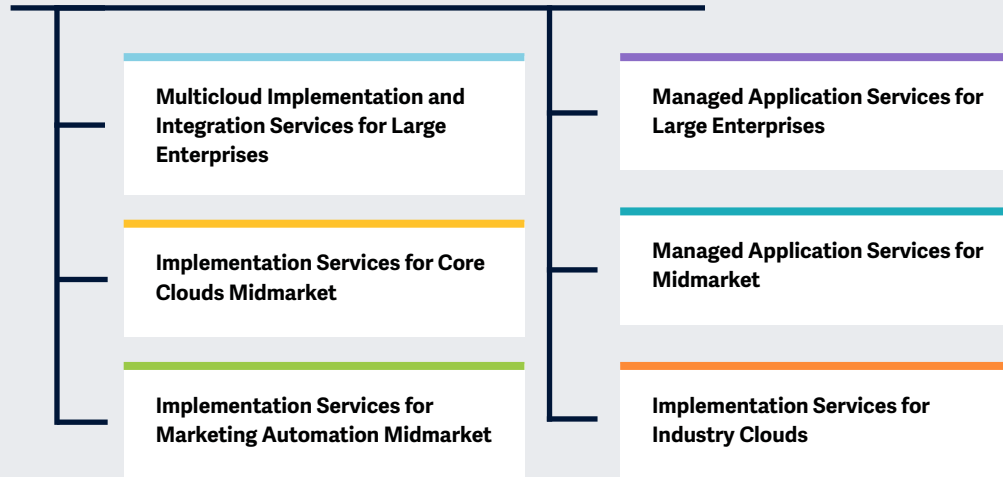 Multicloud Implementation and
Integration Services for Large
Enterprises
Implementation Services for Core
Clouds Midmarket
Implementation Services for
Marketing Automation Midmarket
Managed Application Services for
Large Enterprises
Managed Application Services for
Midmarket
Implementation Services for
Industry Clouds